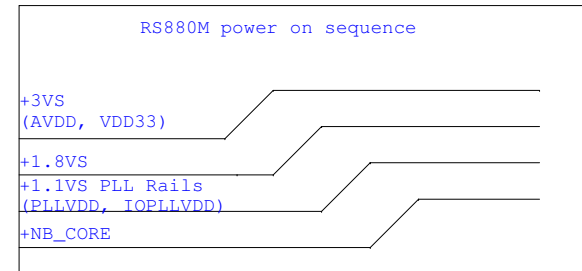 RS880M power on sequence
+3VS
(AVDD, VDD33)
+1.8VS
+1.1VS PLL Rails
(PLLVDD, IOPLLVDD)
+NB_CORE